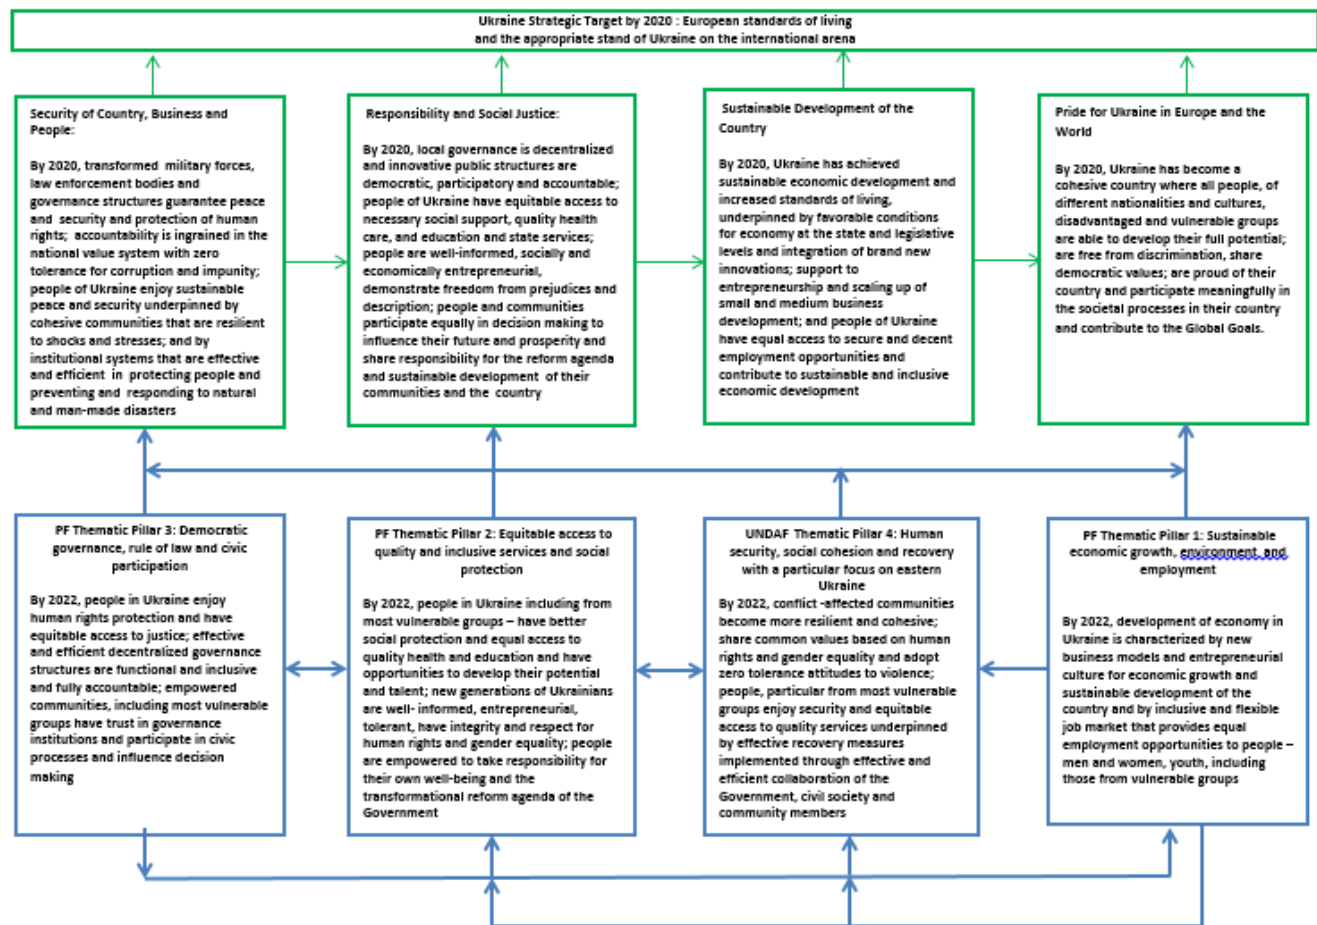 Ukraine Strategic Target by 2020 : European standards of living
and the appropriate stand of Ukraine on the international arena
Security of Country, Business and
People:
By 2020, transformed military forces,
law enforcement bodies and
governance structures guarantee peace
and security and protection of human
rights; accountability is ingrained in the
national value system with zero
tolerance for corruption and impunity;
people of Ukraine enjoy sustainable
peace and security underpinned by
cohesive communities that are resilient
to shocks and stresses; and by
institutional systems that are effective
and efficient in protecting people and
preventing and responding to natural
and man-made disasters
Responsibility and Social Justice:
By 2020, local governance is decentralized
and innovative public structures are
democratic, participatory and accountable;
people of Ukraine have equitable access to
necessary social support, quality health
care, and education and state services;
people are well-informed, socially and
economically entrepreneurial,
demonstrate freedom from prejudices and
description; people and communities
participate equally in decision making to
influence their future and prosperity and
share responsibility for the reform agenda
and sustainable development of their
communities and the country
Sustainable Development of the
Country
By 2020, Ukraine has achieved
sustainable economic development and
increased standards of living,
underpinned by favorable conditions
for economy at the state and legislative
levels and integration of brand new
innovations; support to
entrepreneurship and scaling up of
small and medium business
development; and people of Ukraine
have equal access to secure and decent
employment opportunities and
contribute to sustainable and inclusive
economic development
Pride for Ukraine in Europe and the
World
By 2020, Ukraine has become a
cohesive country where all people, of
different nationalities and cultures,
disadvantaged and vulnerable groups
are able to develop their full potential;
are free from discrimination, share
democratic values; are proud of their
country and participate meaningfully in
the societal processes in their country
and contribute to the Global Goals.
PF Thematic Pillar 3: Democratic
governance, rule of law and civic
participation
By 2022, people in Ukraine enjoy
human rights protection and have
equitable access to justice; effective
and efficient decentralized governance
structures are functional and inclusive
and fully accountable; empowered
communities, including most vulnerable
groups have trust in governance
institutions and participate in civic
processes and influence decision
making
PF Thematic Pillar 2: Equitable access to
quality and inclusive services and social
protection
By 2022, people in Ukraine including from
most vulnerable groups – have better
social protection and equal access to
quality health and education and have
opportunities to develop their potential
and talent; new generations of Ukrainians
are well- informed, entrepreneurial,
tolerant, have integrity and respect for
human rights and gender equality; people
are empowered to take responsibility for
their own well-being and the
transformational reform agenda of the
Government
UNDAF Thematic Pillar 4: Human
security, social cohesion and recovery
with a particular focus on eastern
Ukraine
By 2022, conflict -affected communities
become more resilient and cohesive;
share common values based on human
rights and gender equality and adopt
zero tolerance attitudes to violence;
people, particular from most vulnerable
groups enjoy security and equitable
access to quality services underpinned
by effective recovery measures
implemented through effective and
efficient collaboration of the
Government, civil society and
community members
PF Thematic Pillar 1: Sustainable
economic growth, environment, and
employment
By 2022, development of economy in
Ukraine is characterized by new
business models and entrepreneurial
culture for economic growth and
sustainable development of the
country and by inclusive and flexible
job market that provides equal
employment opportunities to people –
men and women, youth, including
those from vulnerable groups